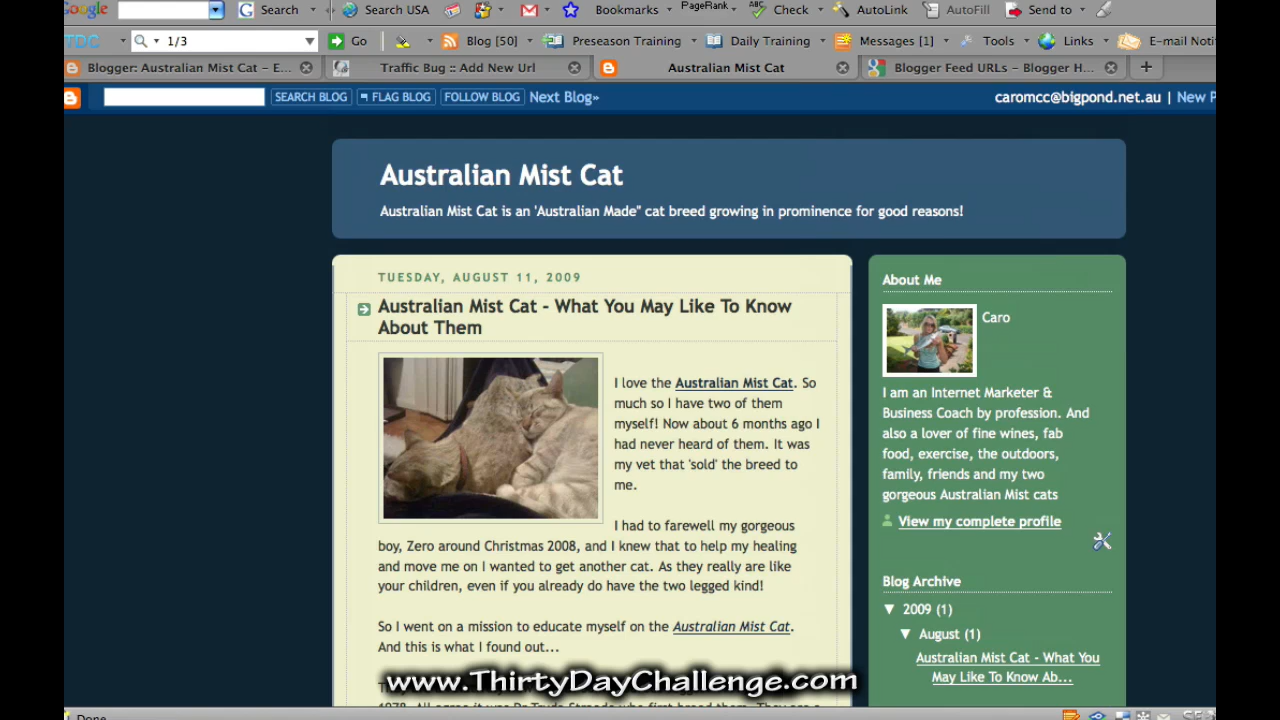 Google Search Search USA Bookmarks PageRank ABC Check AutoLink AutoFill Send to
TDC 1/3 Go Blog [50] Preseason Training Daily Training Messages [1] Tools Links E-mail Noti
Blogger: Australian Mist Cat – E... Traffic Bug :: Add New Url Australian Mist Cat Blogger Feed URLs – Blogger H...
SEARCH BLOG FLAG BLOG FOLLOW BLOG Next Blog» caromcc@bigpond.net.au | New P
Australian Mist Cat
Australian Mist Cat is an 'Australian Made" cat breed growing in prominence for good reasons!
TUESDAY, AUGUST 11, 2009
Australian Mist Cat - What You May Like To Know
About Them
I love the Australian Mist Cat. So
much so I have two of them
myself! Now about 6 months ago I
had never heard of them. It was
my vet that 'sold' the breed to
me.
I had to farewell my gorgeous
boy, Zero around Christmas 2008, and I knew that to help my healing
and move me on I wanted to get another cat. As they really are like
your children, even if you already do have the two legged kind!
So I went on a mission to educate myself on the Australian Mist Cat.
And this is what I found out...
About Me
Caro
I am an Internet Marketer &
Business Coach by profession. And
also a lover of fine wines, fab
food, exercise, the outdoors,
family, friends and my two
gorgeous Australian Mist cats
View my complete profile
Blog Archive
▼ 2009 (1)
▼ August (1)
Australian Mist Cat - What You
May Like To Know Ab...
www.ThirtyDayChallenge.com
Done